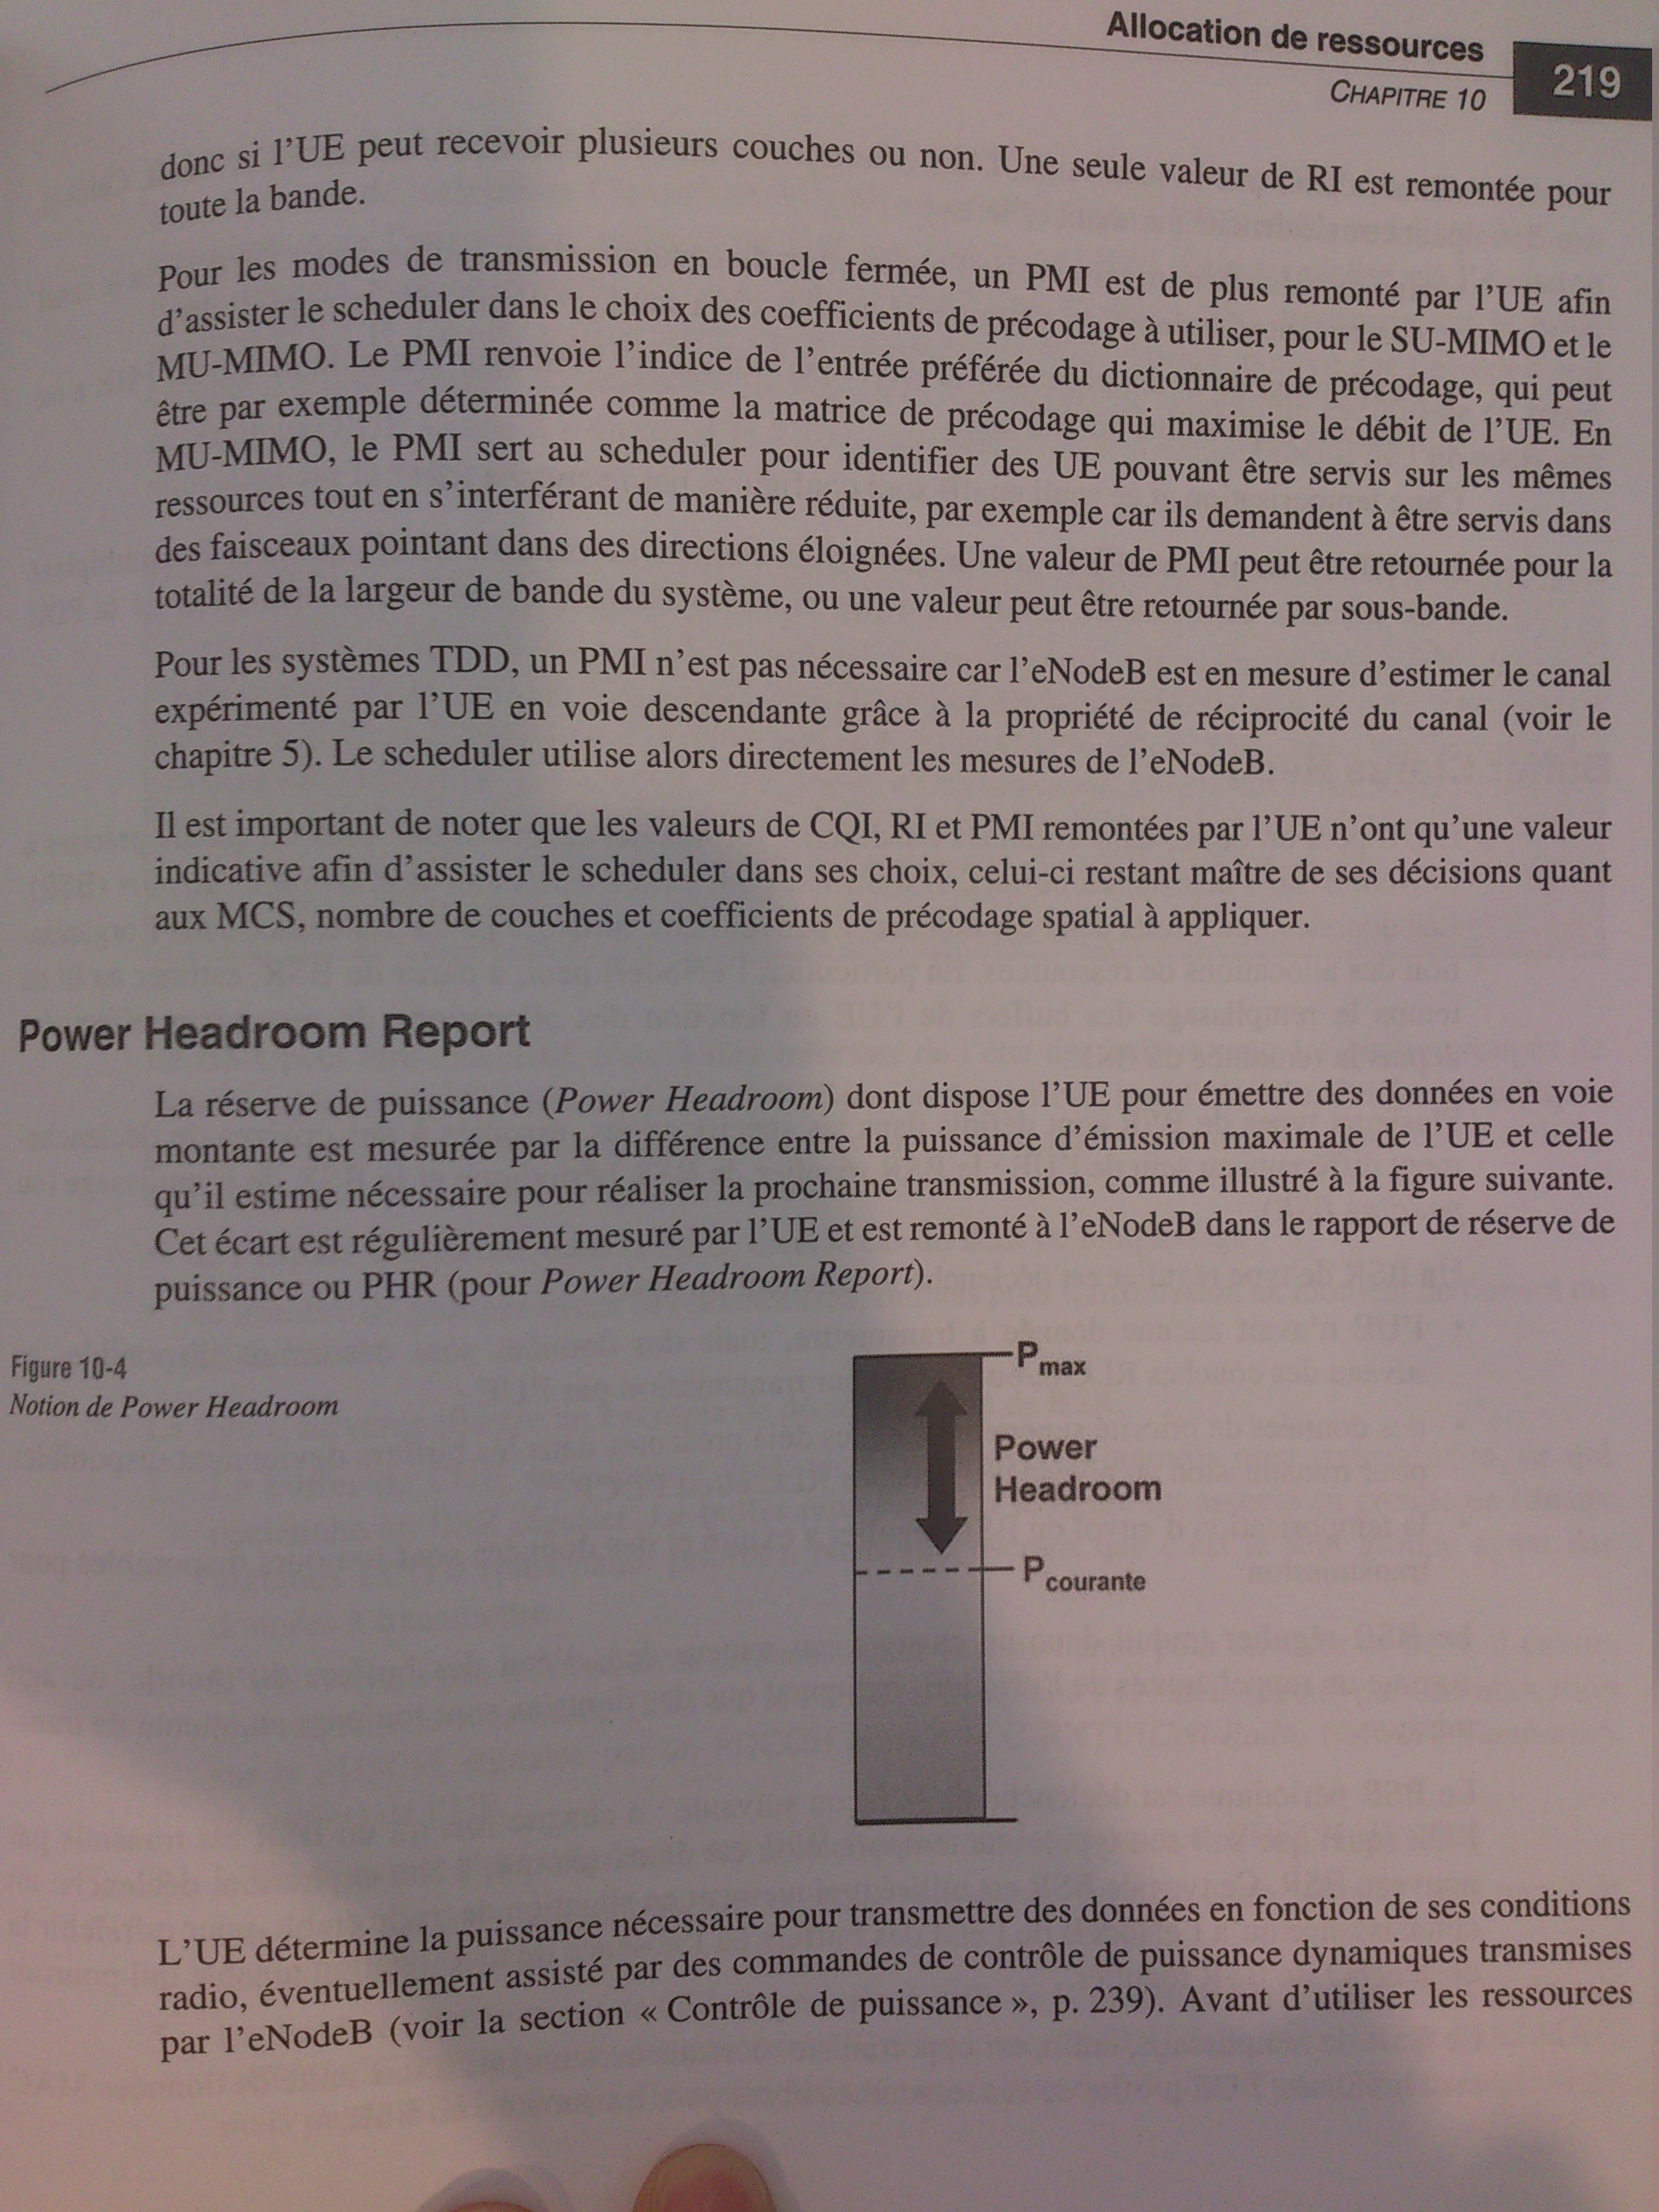 Allocation de ressources
CHAPITRE 10
219
donc si l'UE peut recevoir plusieurs couches ou non. Une seule valeur de RI est remontée pour
toute la bande.
Pour les modes de transmission en boucle fermée, un PMI est de plus remonté par l'UE afin
d'assister le scheduler dans le choix des coefficients de précodage à utiliser, pour le SU-MIMO et le
MU-MIMO. Le PMI renvoie l'indice de l'entrée préférée du dictionnaire de précodage, qui peut
être par exemple déterminée comme la matrice de précodage qui maximise le débit de l'UE. En
MU-MIMO, le PMI sert au scheduler pour identifier des UE pouvant être servis sur les mêmes
ressources tout en s'interférant de manière réduite, par exemple car ils demandent à être servis dans
des faisceaux pointant dans des directions éloignées. Une valeur de PMI peut être retournée pour la
totalité de la largeur de bande du système, ou une valeur peut être retournée par sous-bande.
Pour les systèmes TDD, un PMI n'est pas nécessaire car l'eNodeB est en mesure d'estimer le canal
expérimenté par l'UE en voie descendante grâce à la propriété de réciprocité du canal (voir le
chapitre 5). Le scheduler utilise alors directement les mesures de l'eNodeB.
Il est important de noter que les valeurs de CQI, RI et PMI remontées par l'UE n'ont qu'une valeur
indicative afin d'assister le scheduler dans ses choix, celui-ci restant maître de ses décisions quant
aux MCS, nombre de couches et coefficients de précodage spatial à appliquer.
Power Headroom Report
La réserve de puissance (Power Headroom) dont dispose l'UE pour émettre des données en voie
montante est mesurée par la différence entre la puissance d'émission maximale de l'UE et celle
qu'il estime nécessaire pour réaliser la prochaine transmission, comme illustré à la figure suivante.
Cet écart est régulièrement mesuré par l'UE et est remonté à l'eNodeB dans le rapport de réserve de
puissance ou PHR (pour Power Headroom Report).
Figure 10-4
Notion de Power Headroom
Pmax
Power
Headroom
Pcourante
L'UE détermine la puissance nécessaire pour transmettre des données en fonction de ses conditions
radio, éventuellement assisté par des commandes de contrôle de puissance dynamiques transmises
par l'eNodeB (voir la section « Contrôle de puissance », p. 239). Avant d'utiliser les ressources